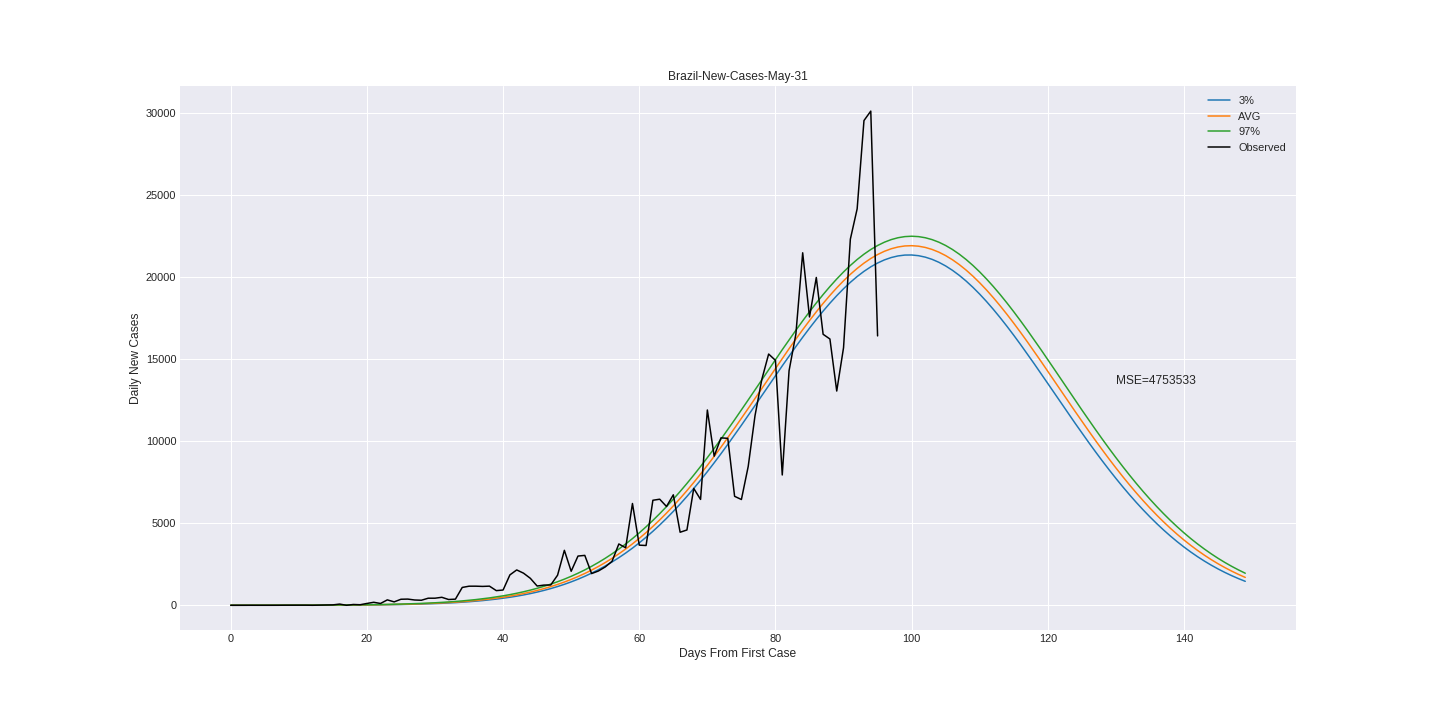 Brazil-New-Cases-May-31
3%
AVG
97%
Observed
30000
25000
20000
15000
10000
5000
0
Daily New Cases
MSE=4753533
0 20 40 60 80 100 120 140
Days From First Case